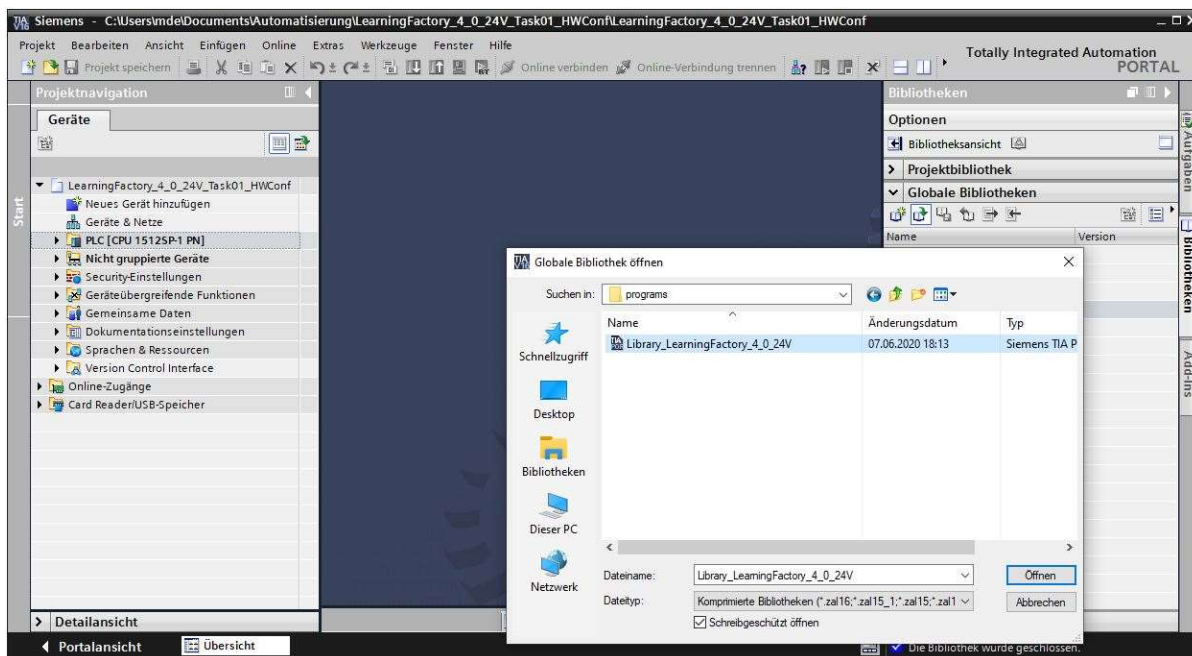 Siemens - C:\Users\mde\Documents\Automatisierung\LearningFactory_4_0_24V_Task01_HWConf\LearningFactory_4_0_24V_Task01_HWConf
Projekt Bearbeiten Ansicht Einfügen Online Extras Werkzeuge Fenster Hilfe
Totally Integrated Automation
PORTAL
Projekt speichern Online verbinden Online-Verbindung trennen
Projektnavigation
Geräte
Start
LearningFactory_4_0_24V_Task01_HWConf
Neues Gerät hinzufügen
Geräte & Netze
PLC [CPU 1512SP-1 PN]
Nicht gruppierte Geräte
Security-Einstellungen
Geräteübergreifende Funktionen
Gemeinsame Daten
Dokumentationseinstellungen
Sprachen & Ressourcen
Version Control Interface
Online-Zugänge
Card Reader/USB-Speicher
Detailansicht
Portalansicht Übersicht
Bibliotheken
Optionen
Bibliotheksansicht
Projektbibliothek
Globale Bibliotheken
Name Version
Aufgaben
Bibliotheken
Add-Ins
Globale Bibliothek öffnen
Suchen in: programs
Name Änderungsdatum Typ
Library_LearningFactory_4_0_24V 07.06.2020 18:13 Siemens TIA P
Schnellzugriff
Desktop
Bibliotheken
Dieser PC
Netzwerk
Dateiname: Library_LearningFactory_4_0_24V Öffnen
Dateityp: Komprimierte Bibliotheken (*.zal16;*.zal15_1;*.zal15;*.zal1 Abbrechen
Schreibgeschützt öffnen
Die Bibliothek wurde geschlossen.